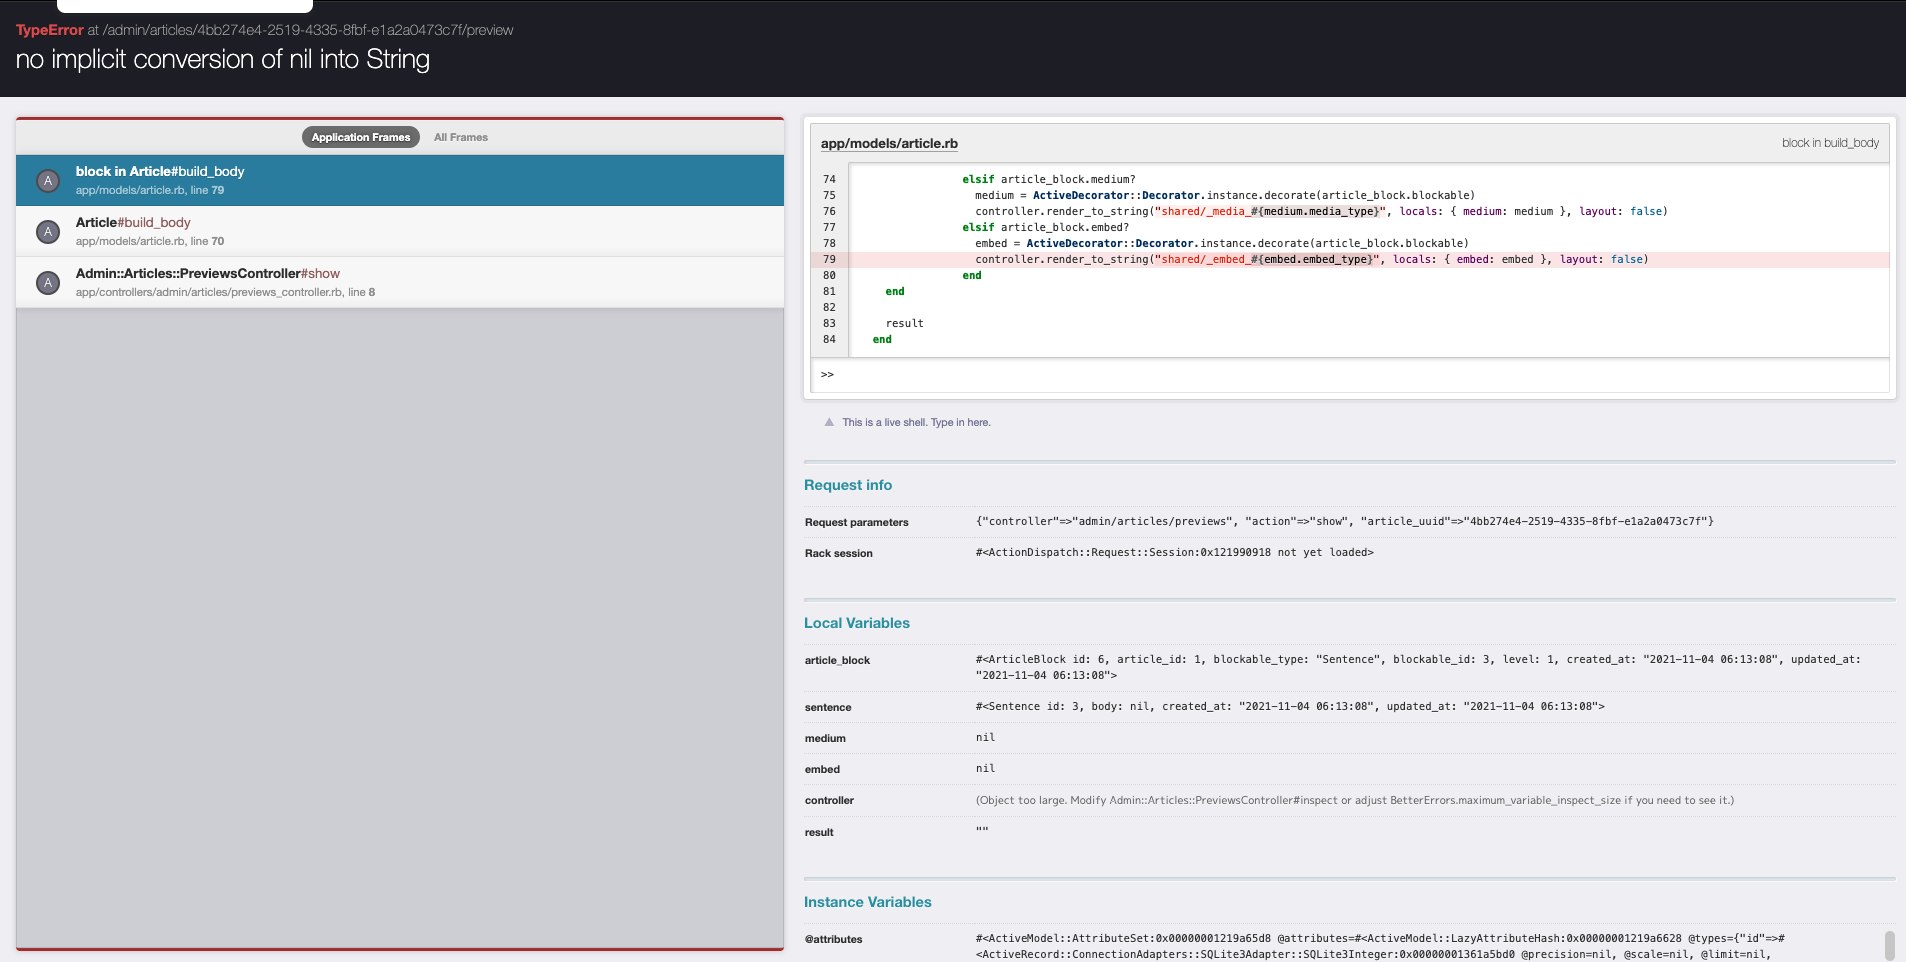 TypeError at /admin/articles/4bb274e4-2519-4335-8fbf-e1a2a0473c7f/preview
no implicit conversion of nil into String
Application Frames All Frames
A block in Article#build_body
app/models/article.rb, line 79
A Article#build_body
app/models/article.rb, line 70
A Admin::Articles::PreviewsController#show
app/controllers/admin/articles/previews_controller.rb, line 8
app/models/article.rb block in build_body
74 elsif article_block.medium?
75 medium = ActiveDecorator::Decorator.instance.decorate(article_block.blockable)
76 controller.render_to_string("shared/_media_#{medium.media_type}", locals: { medium: medium }, layout: false)
77 elsif article_block.embed?
78 embed = ActiveDecorator::Decorator.instance.decorate(article_block.blockable)
79 controller.render_to_string("shared/_embed_#{embed.embed_type}", locals: { embed: embed }, layout: false)
80 end
81 end
82
83 result
84 end
>>
This is a live shell. Type in here.
Request info
Request parameters {"controller"=>"admin/articles/previews", "action"=>"show", "article_uuid"=>"4bb274e4-2519-4335-8fbf-e1a2a0473c7f"}
Rack session #<ActionDispatch::Request::Session:0x121990918 not yet loaded>
Local Variables
article_block #<ArticleBlock id: 6, article_id: 1, blockable_type: "Sentence", blockable_id: 3, level: 1, created_at: "2021-11-04 06:13:08", updated_at:
"2021-11-04 06:13:08">
sentence #<Sentence id: 3, body: nil, created_at: "2021-11-04 06:13:08", updated_at: "2021-11-04 06:13:08">
medium nil
embed nil
controller (Object too large. Modify Admin::Articles::PreviewsController#inspect or adjust BetterErrors.maximum_variable_inspect_size if you need to see it.)
result ""
Instance Variables
@attributes #<ActiveModel::AttributeSet:0x00000001219a65d8 @attributes=#<ActiveModel::LazyAttributeHash:0x00000001219a6628 @types={"id"=>#
<ActiveRecord::ConnectionAdapters::SQLite3Adapter::SQLite3Integer:0x00000001361a5bd0 @precision=nil, @scale=nil, @limit=nil,